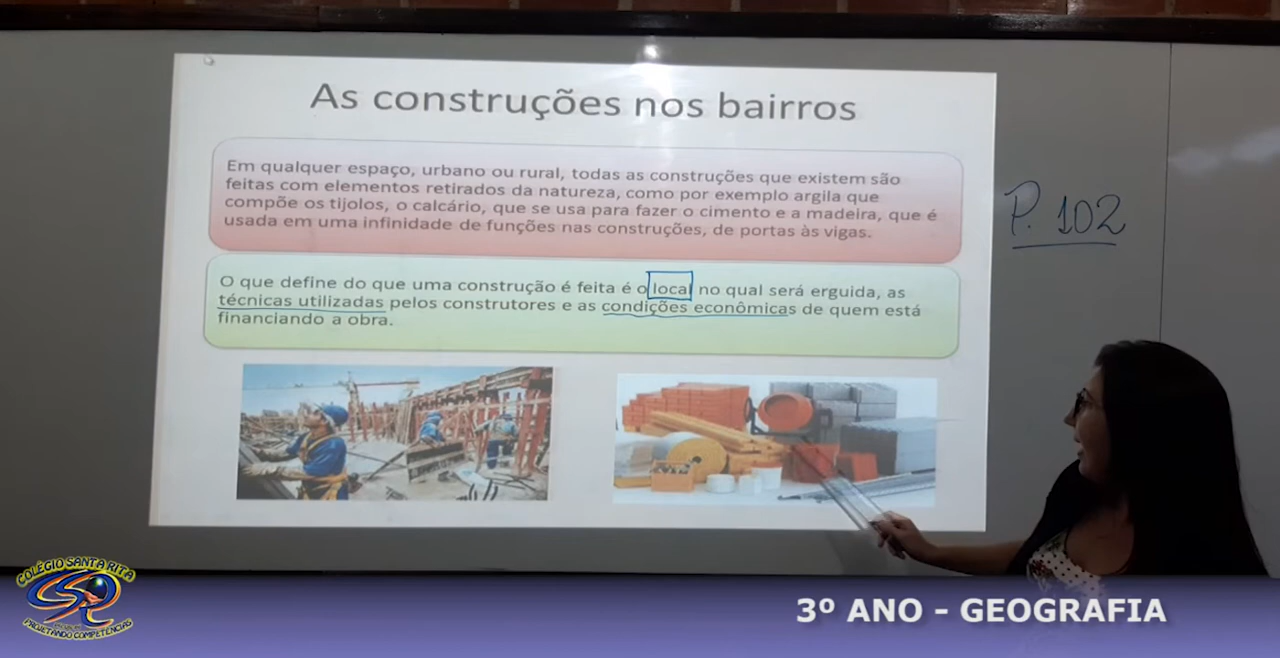 As construções nos bairros
Em qualquer espaço, urbano ou rural, todas as construções que existem são
feitas com elementos retirados da natureza, como por exemplo argila que
compõe os tijolos, o calcário, que se usa para fazer o cimento e a madeira, que é
usada em uma infinidade de funções nas construções, de portas às vigas.
P. 102
O que define do que uma construção é feita é o local no qual será erguida, as
técnicas utilizadas pelos construtores e as condições econômicas de quem está
financiando a obra.
COLÉGIO SANTA RITA
PROJETANDO COMPETÊNCIAS
3º ANO - GEOGRAFIA